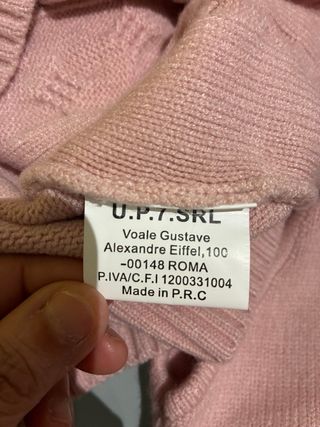 U.P.7.SRL
Voale Gustave
Alexandre Eiffel,100
-00148 ROMA
P.IVA/C.F.I 1200331004
Made in P.R.C